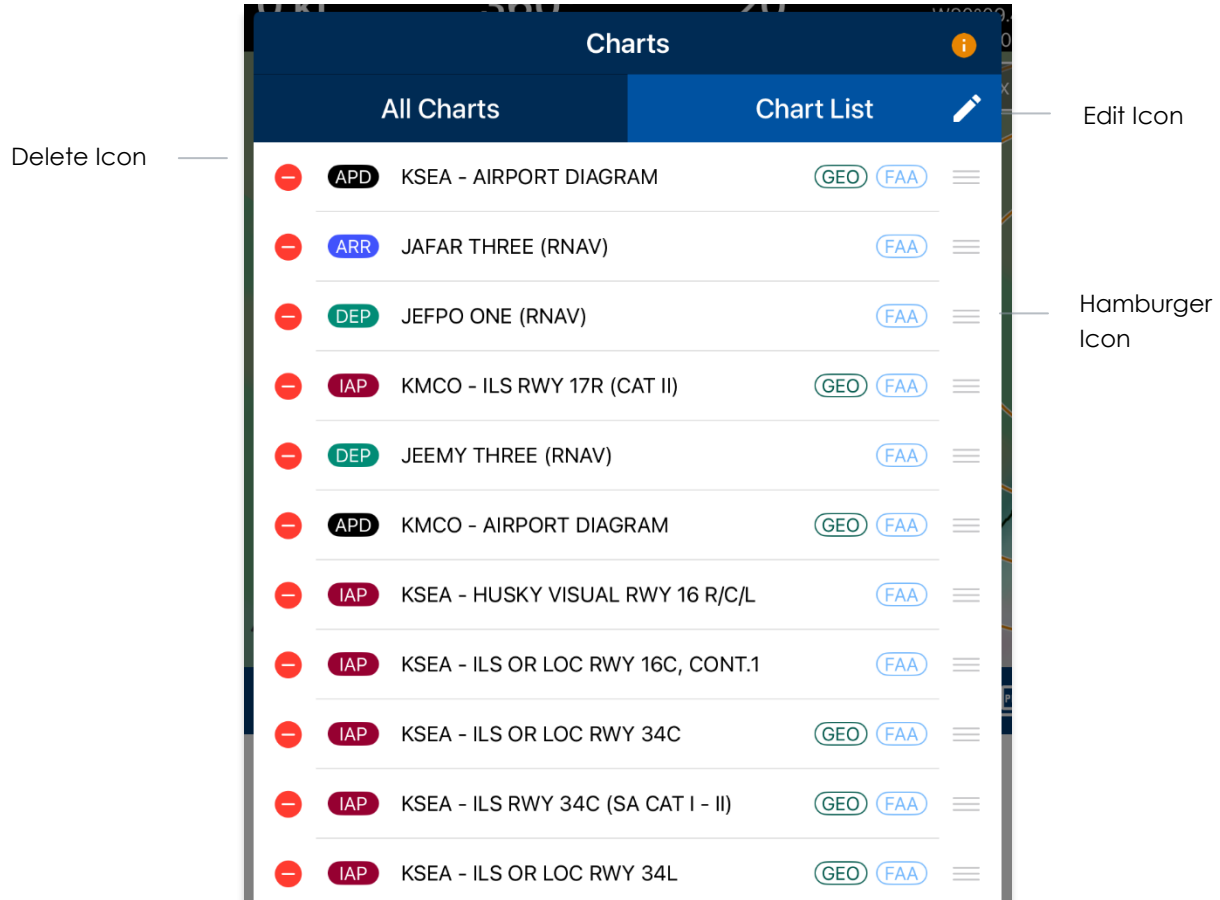 Charts
All Charts
Chart List
Edit Icon
Delete Icon
APD KSEA - AIRPORT DIAGRAM GEO FAA
ARR JAFAR THREE (RNAV) FAA
DEP JEFPO ONE (RNAV) FAA
Hamburger
Icon
IAP KMCO - ILS RWY 17R (CAT II) GEO FAA
DEP JEEMY THREE (RNAV) FAA
APD KMCO - AIRPORT DIAGRAM GEO FAA
IAP KSEA - HUSKY VISUAL RWY 16 R/C/L FAA
IAP KSEA - ILS OR LOC RWY 16C, CONT.1 FAA
IAP KSEA - ILS OR LOC RWY 34C GEO FAA
IAP KSEA - ILS RWY 34C (SA CAT I - II) GEO FAA
IAP KSEA - ILS OR LOC RWY 34L GEO FAA